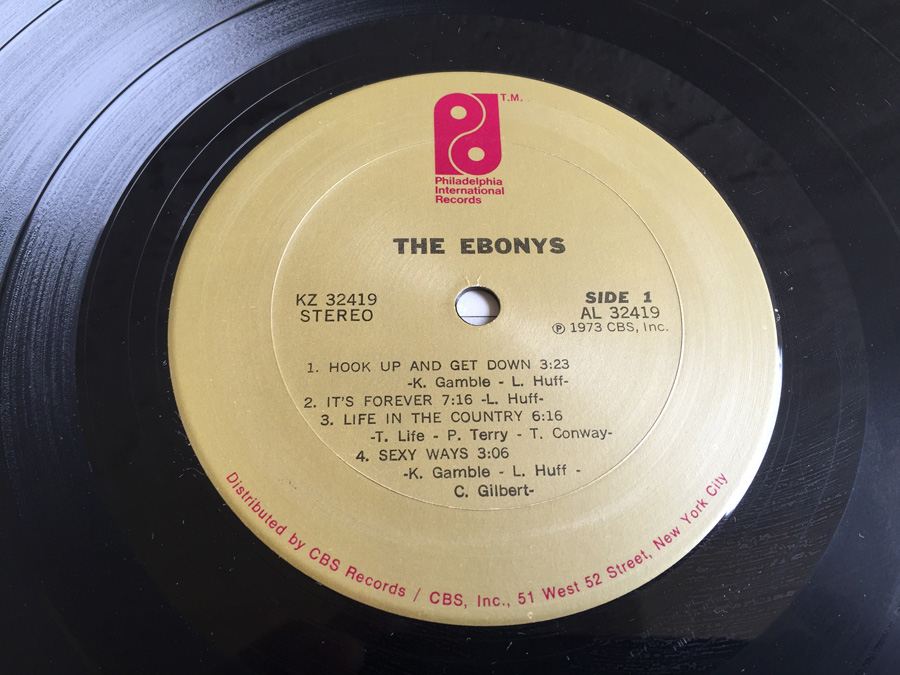 T.M.
Philadelphia
International
Records
THE EBONYS
KZ 32419
STEREO
SIDE 1
AL 32419
Ⓟ 1973 CBS, Inc.
1. HOOK UP AND GET DOWN 3:23
-K. Gamble - L. Huff-
2. IT'S FOREVER 7:16 -L. Huff-
3. LIFE IN THE COUNTRY 6:16
-T. Life - P. Terry - T. Conway-
4. SEXY WAYS 3:06
-K. Gamble - L. Huff -
C. Gilbert-
Distributed by CBS Records / CBS, Inc., 51 West 52 Street, New York City